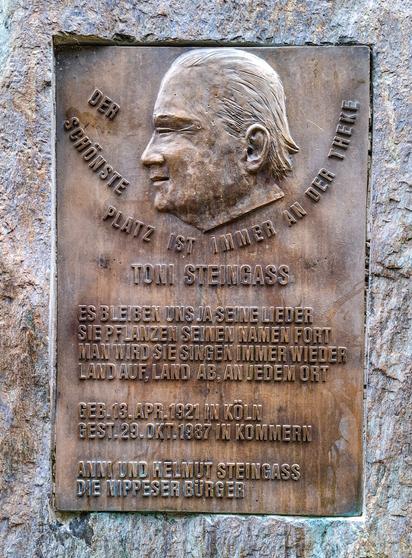 DER SCHÖNSTE PLATZ IST IMMER AN DER THEKE
TONI STEINGASS
ES BLEIBEN UNS JA SEINE LIEDER
SIE PFLANZEN SEINEN NAMEN FORT
MAN WIRD SIE SINGEN IMMER WIEDER
LAND AUF, LAND AB, AN JEDEM ORT
GEB. 13. APR. 1921 IN KÖLN
GEST. 29. OKT. 1987 IN KOMMERN
ANNI UND HELMUT STEINGASS
DIE NIPPESER BÜRGER